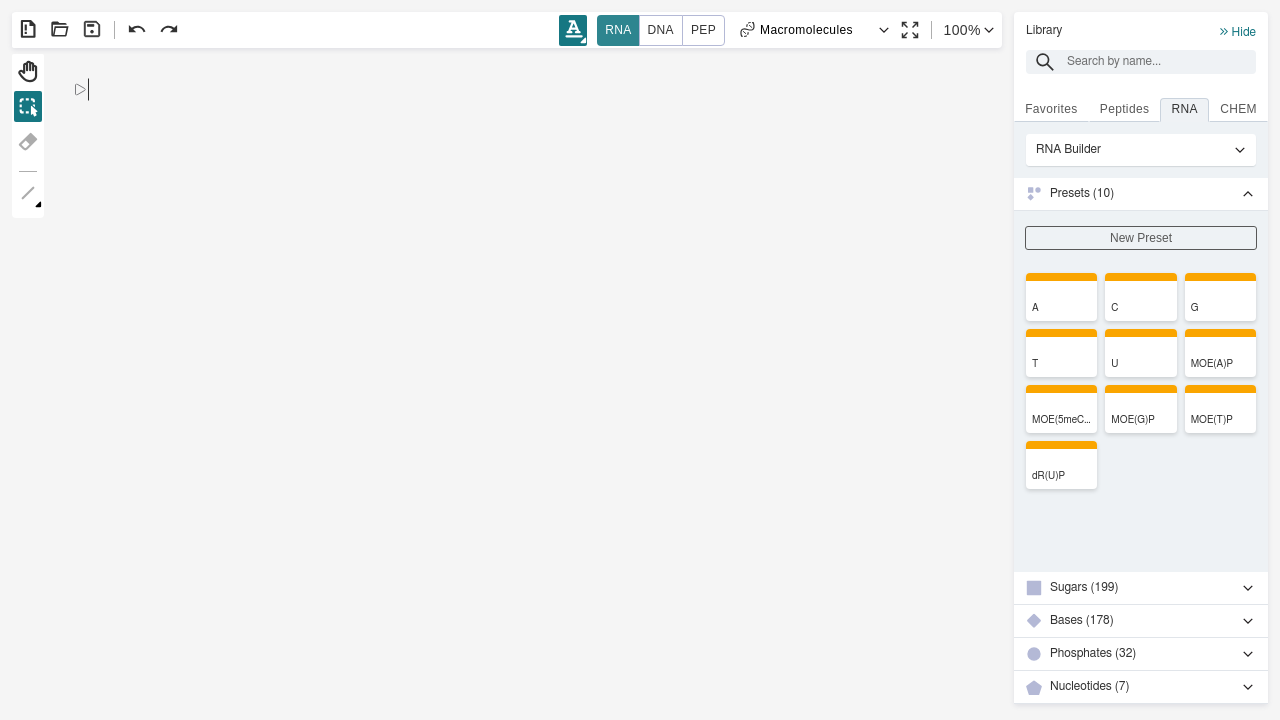 RNA DNA PEP Macromolecules 100%
Library
Hide
Search by name...
Favorites Peptides RNA CHEM
RNA Builder
Presets (10)
New Preset
A C G
T U MOE(A)P
MOE(5meC... MOE(G)P MOE(T)P
dR(U)P
Sugars (199)
Bases (178)
Phosphates (32)
Nucleotides (7)